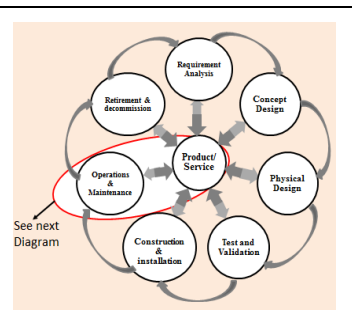 Requirement
Analysis
Concept
Design
Physical
Design
Test and
Validation
Construction
&
installation
Operations
&
Maintenance
Retirement &
decommission
Product/
Service
See next
Diagram